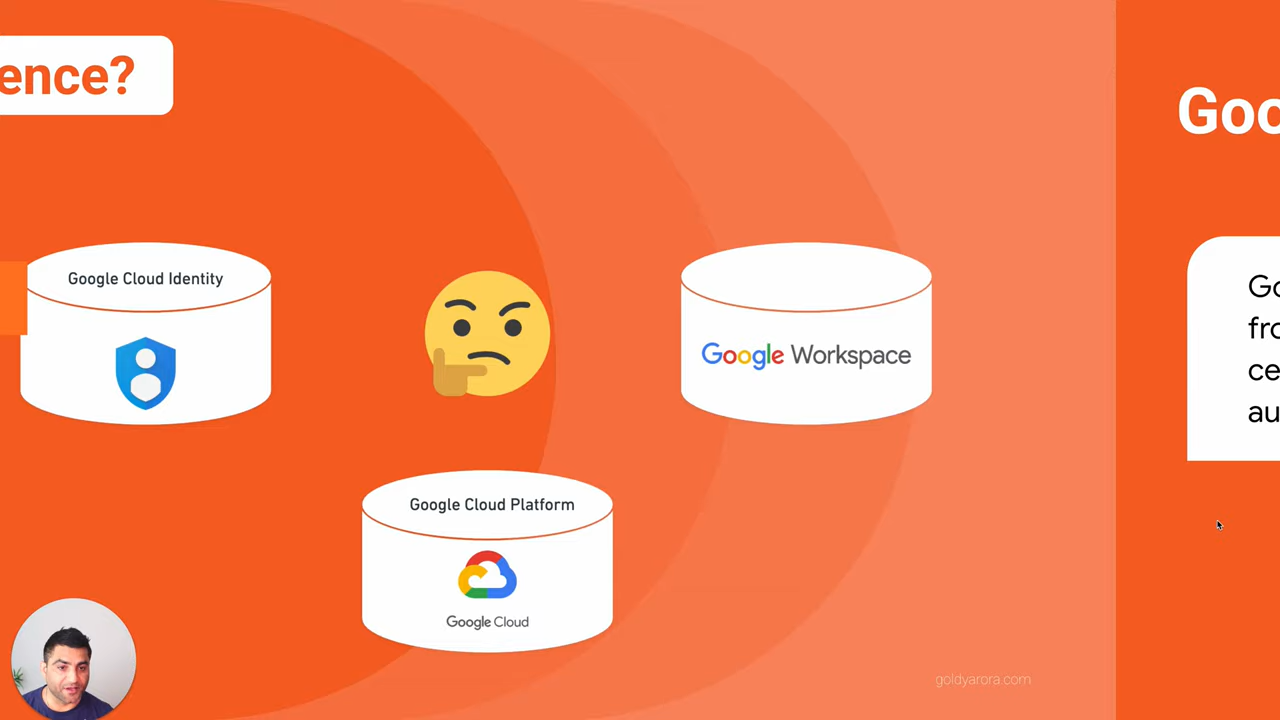 ence?
Goo
Google Cloud Identity
Google Workspace
Go
fro
ce
au
Google Cloud Platform
Google Cloud
goldyarora.com